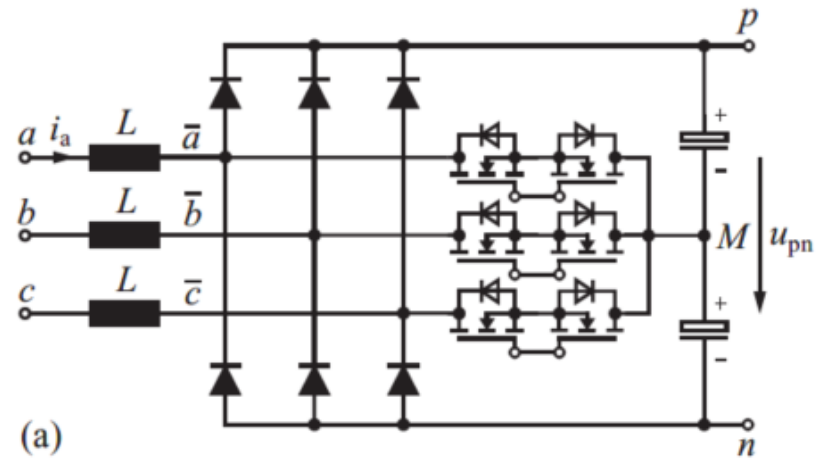 p
a i_a L a̅
+
-
b L b̅
M u_pn
c L c̅
+
-
(a)
n